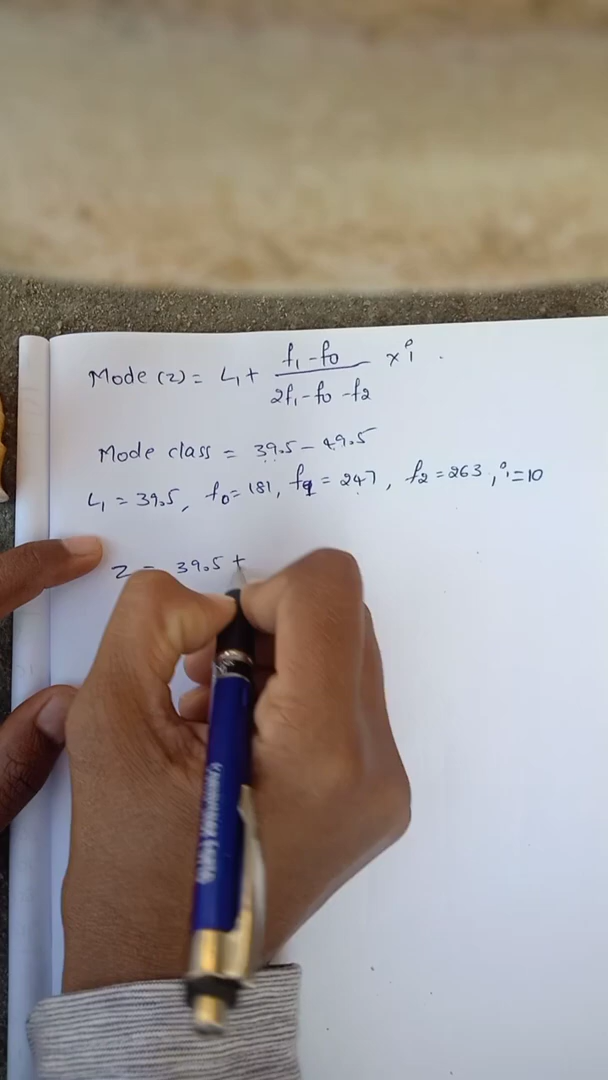 Mode (z) = L₁ + f₁ - f₀ / 2f₁ - f₀ - f₂ × i .
Mode class = 39.5 - 49.5
L₁ = 39.5, f₀ = 181, f₁ = 247, f₂ = 263, i = 10
Z = 39.5 +